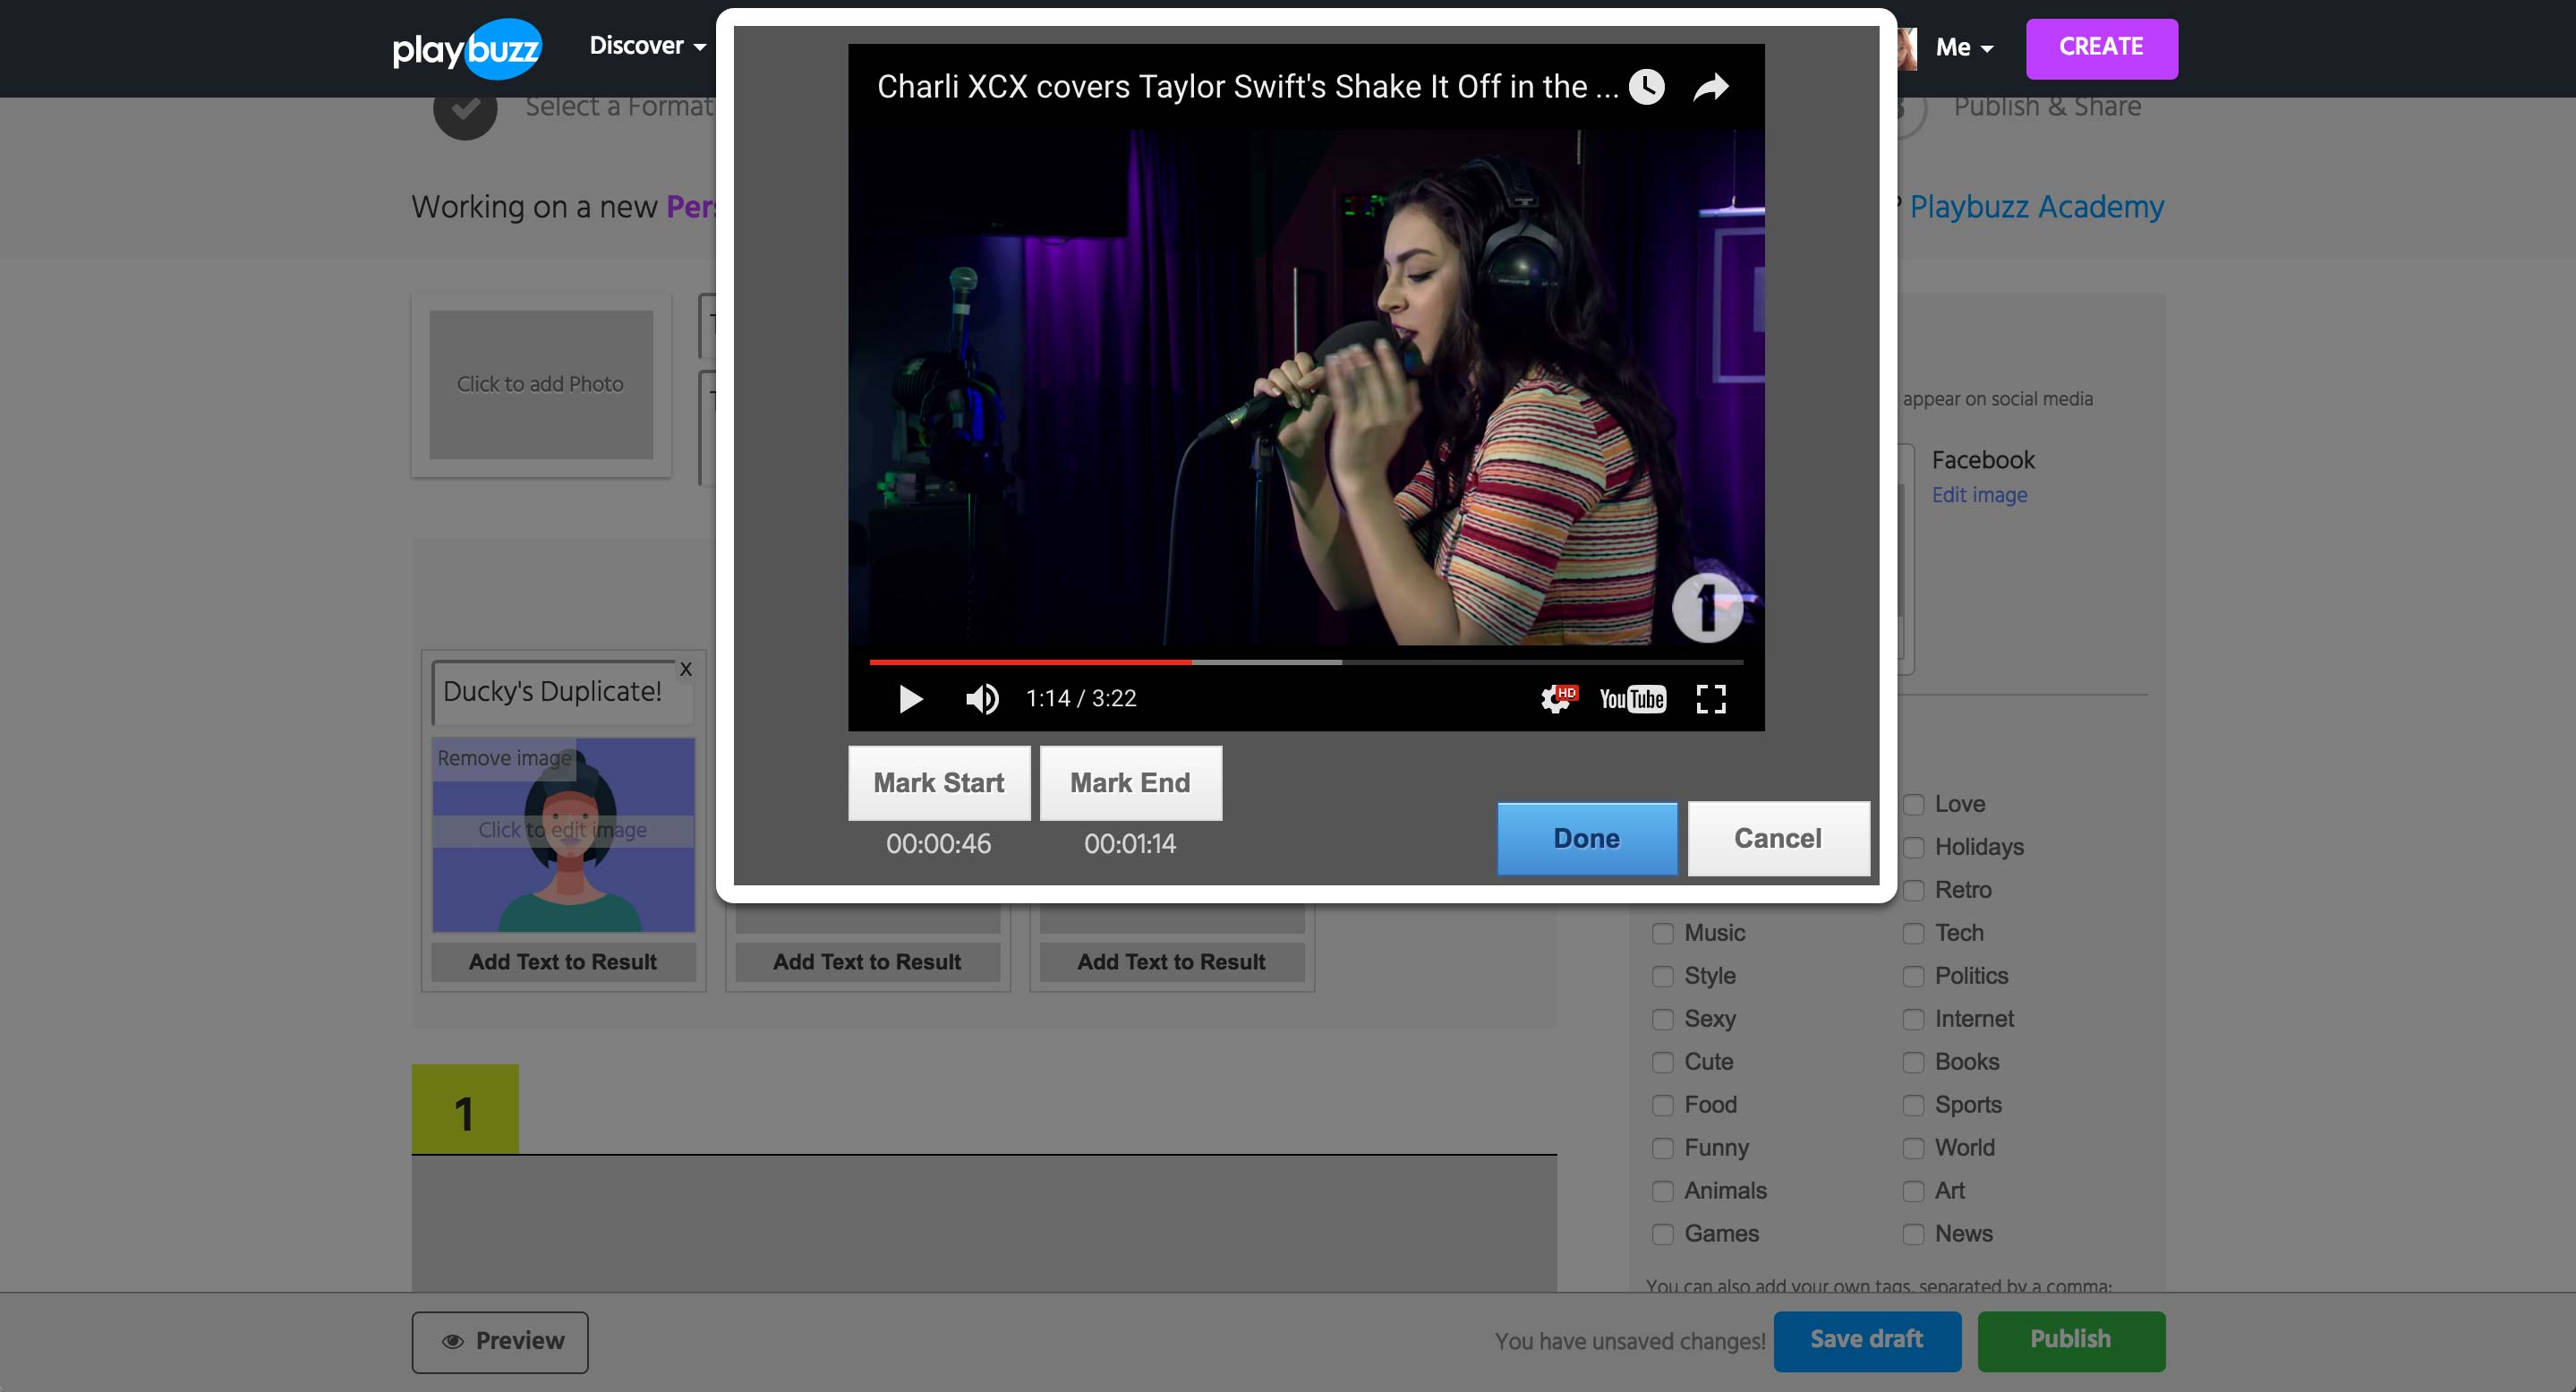 playbuzz
Discover
Me
CREATE
Select a Format
Publish & Share
Working on a new Pers
Playbuzz Academy
Charli XCX covers Taylor Swift's Shake It Off in the ...
Click to add Photo
appear on social media
Facebook
Edit image
1
1:14 / 3:22
HD
YouTube
Mark Start
Mark End
00:00:46
00:01:14
Done
Cancel
Ducky's Duplicate!
X
Remove image
Click to edit image
Add Text to Result
Add Text to Result
Add Text to Result
Love
Holidays
Retro
Music
Tech
Style
Politics
Sexy
Internet
Cute
Books
Food
Sports
Funny
World
Animals
Art
Games
News
1
You can also add your own tags, separated by a comma:
Preview
You have unsaved changes!
Save draft
Publish